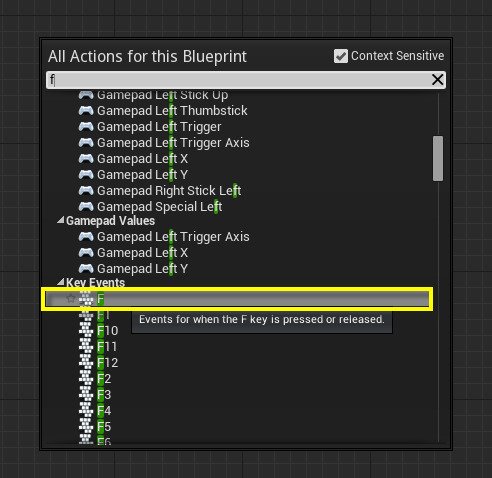 All Actions for this Blueprint
Context Sensitive
f
Gamepad Left Stick Up
Gamepad Left Thumbstick
Gamepad Left Trigger
Gamepad Left Trigger Axis
Gamepad Left X
Gamepad Left Y
Gamepad Right Stick Left
Gamepad Special Left
Gamepad Values
Gamepad Left Trigger Axis
Gamepad Left X
Gamepad Left Y
Key Events
F
F1
Events for when the F key is pressed or released.
F10
F11
F12
F2
F3
F4
F5
F6